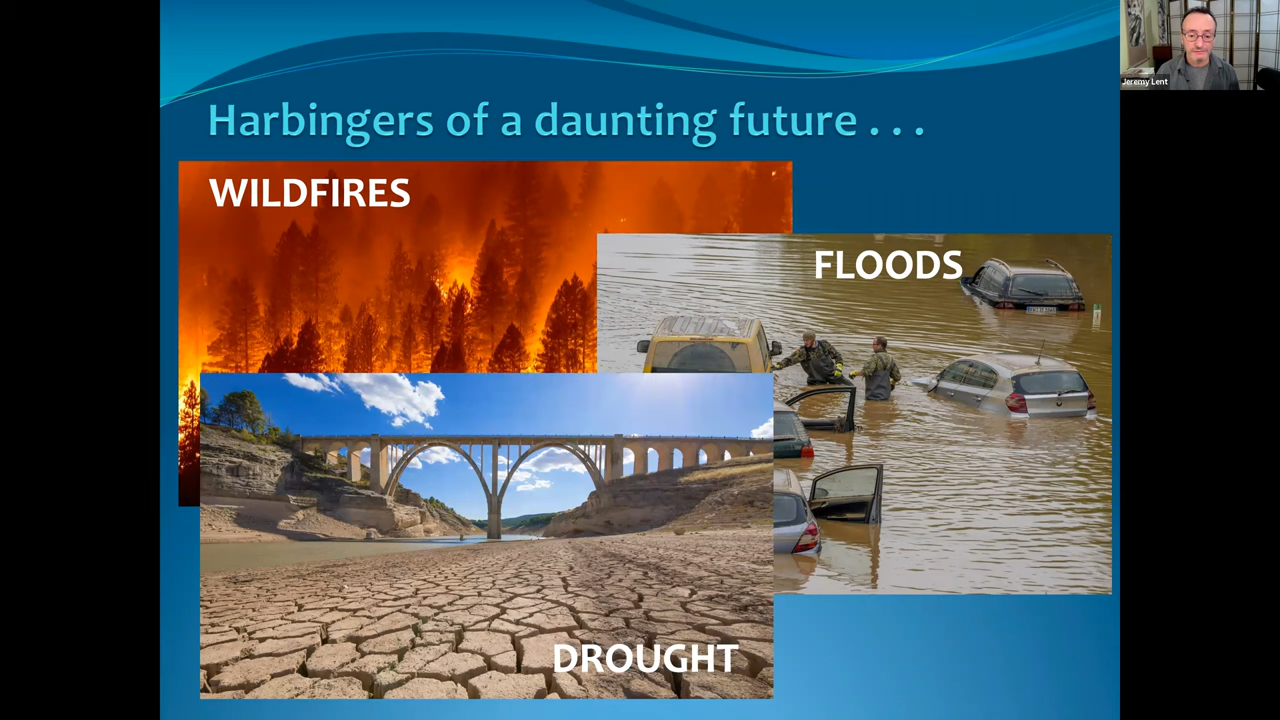 Harbingers of a daunting future . . .
WILDFIRES
FLOODS
DROUGHT
Jeremy Lent